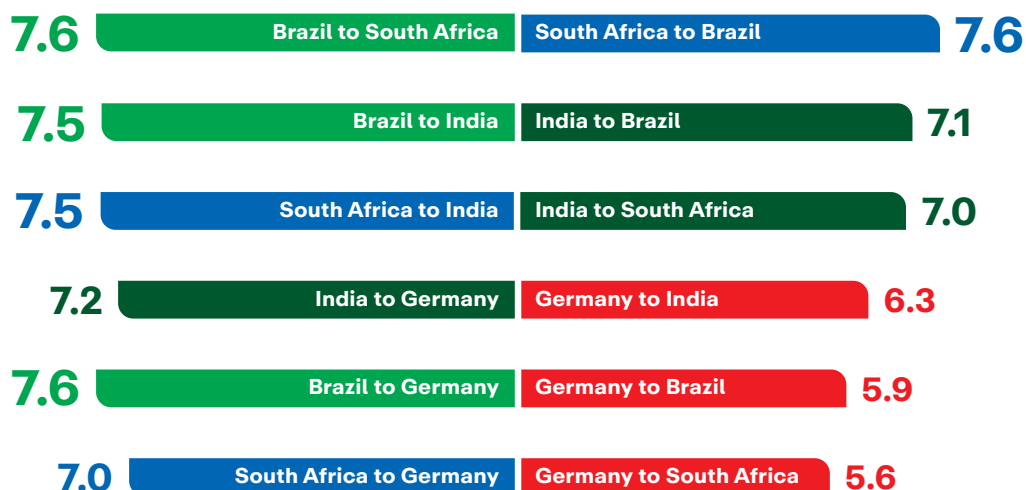 7.6 Brazil to South Africa South Africa to Brazil 7.6
7.5 Brazil to India India to Brazil 7.1
7.5 South Africa to India India to South Africa 7.0
7.2 India to Germany Germany to India 6.3
7.6 Brazil to Germany Germany to Brazil 5.9
7.0 South Africa to Germany Germany to South Africa 5.6